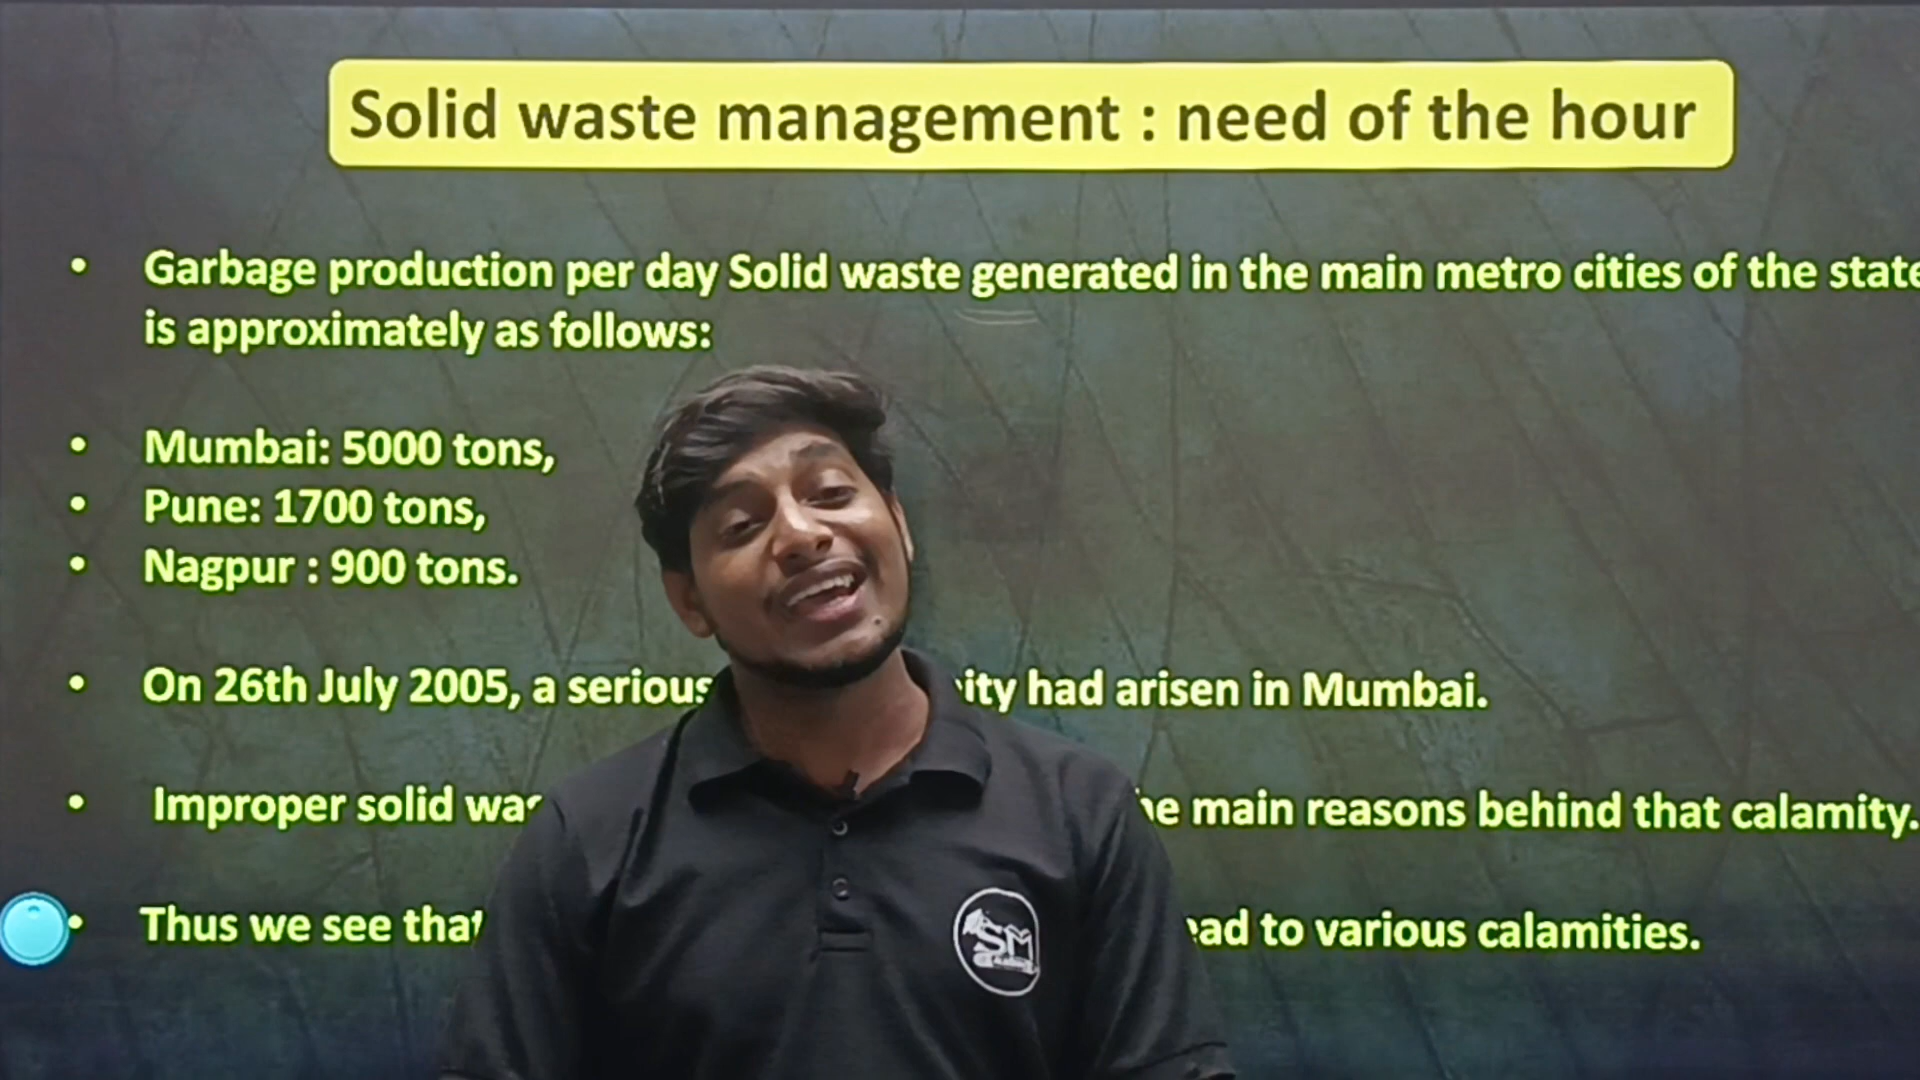 Solid waste management : need of the hour
• Garbage production per day Solid waste generated in the main metro cities of the state
is approximately as follows:
• Mumbai: 5000 tons,
• Pune: 1700 tons,
• Nagpur : 900 tons.
• On 26th July 2005, a serious had arisen in Mumbai.
• Improper solid main reasons behind that calamity.
• Thus we see that to various calamities.
SM